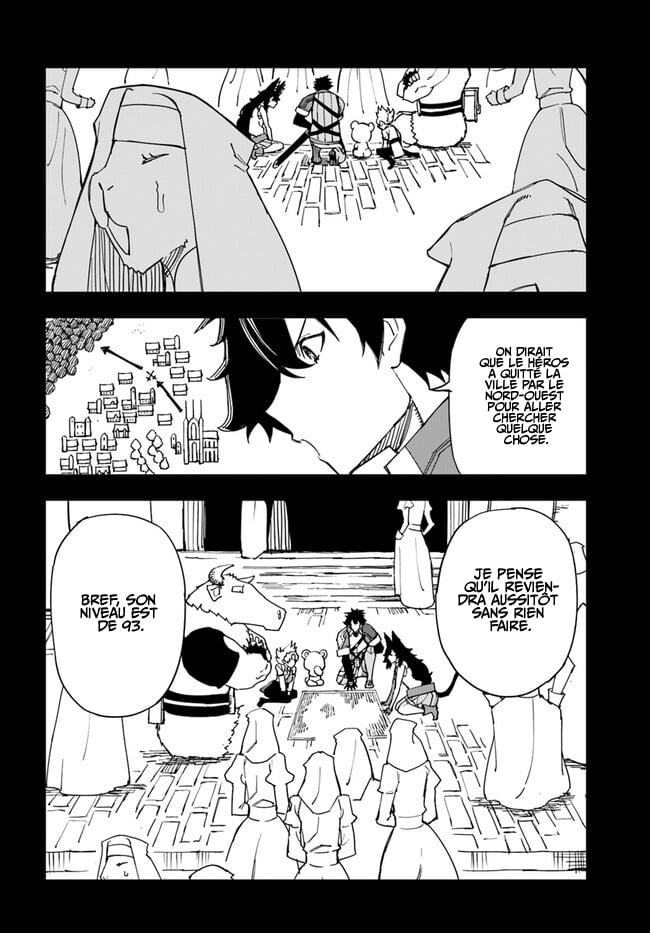 ON DIRAIT
QUE LE HÉROS
A QUITTÉ LA
VILLE PAR LE
NORD-OUEST
POUR ALLER
CHERCHER
QUELQUE
CHOSE.
JE PENSE
QU'IL REVIEN-
DRA AUSSITÔT
SANS RIEN
FAIRE.
BREF, SON
NIVEAU EST
DE 93.